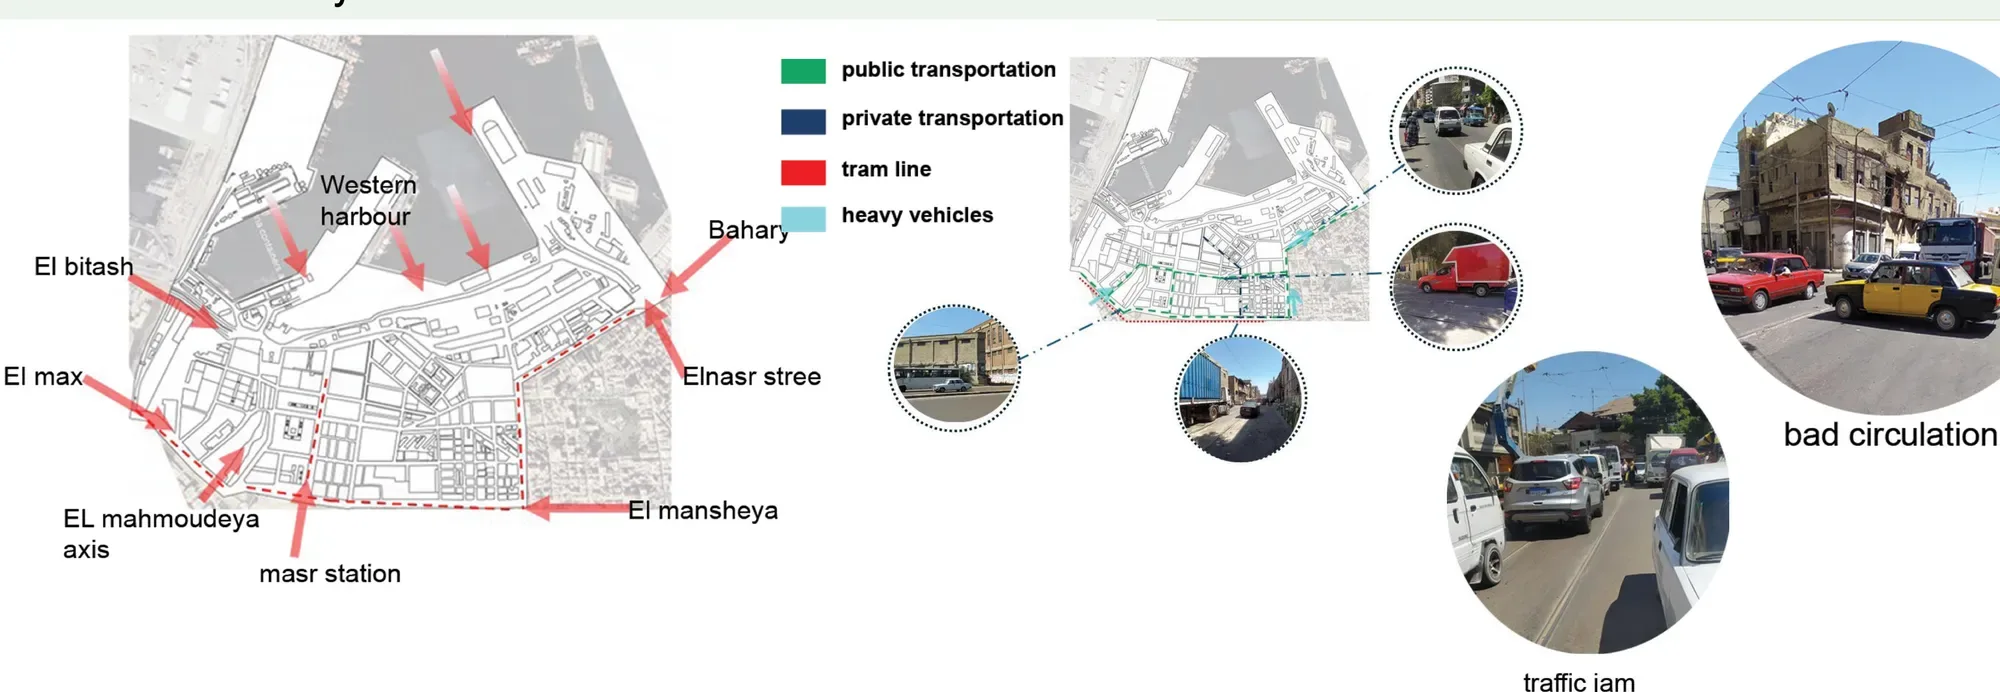 Western
harbour
Bahary
El bitash
El max
Elnasr stree
EL mahmoudeya
axis
El mansheya
masr station
public transportation
private transportation
tram line
heavy vehicles
bad circulation
traffic jam